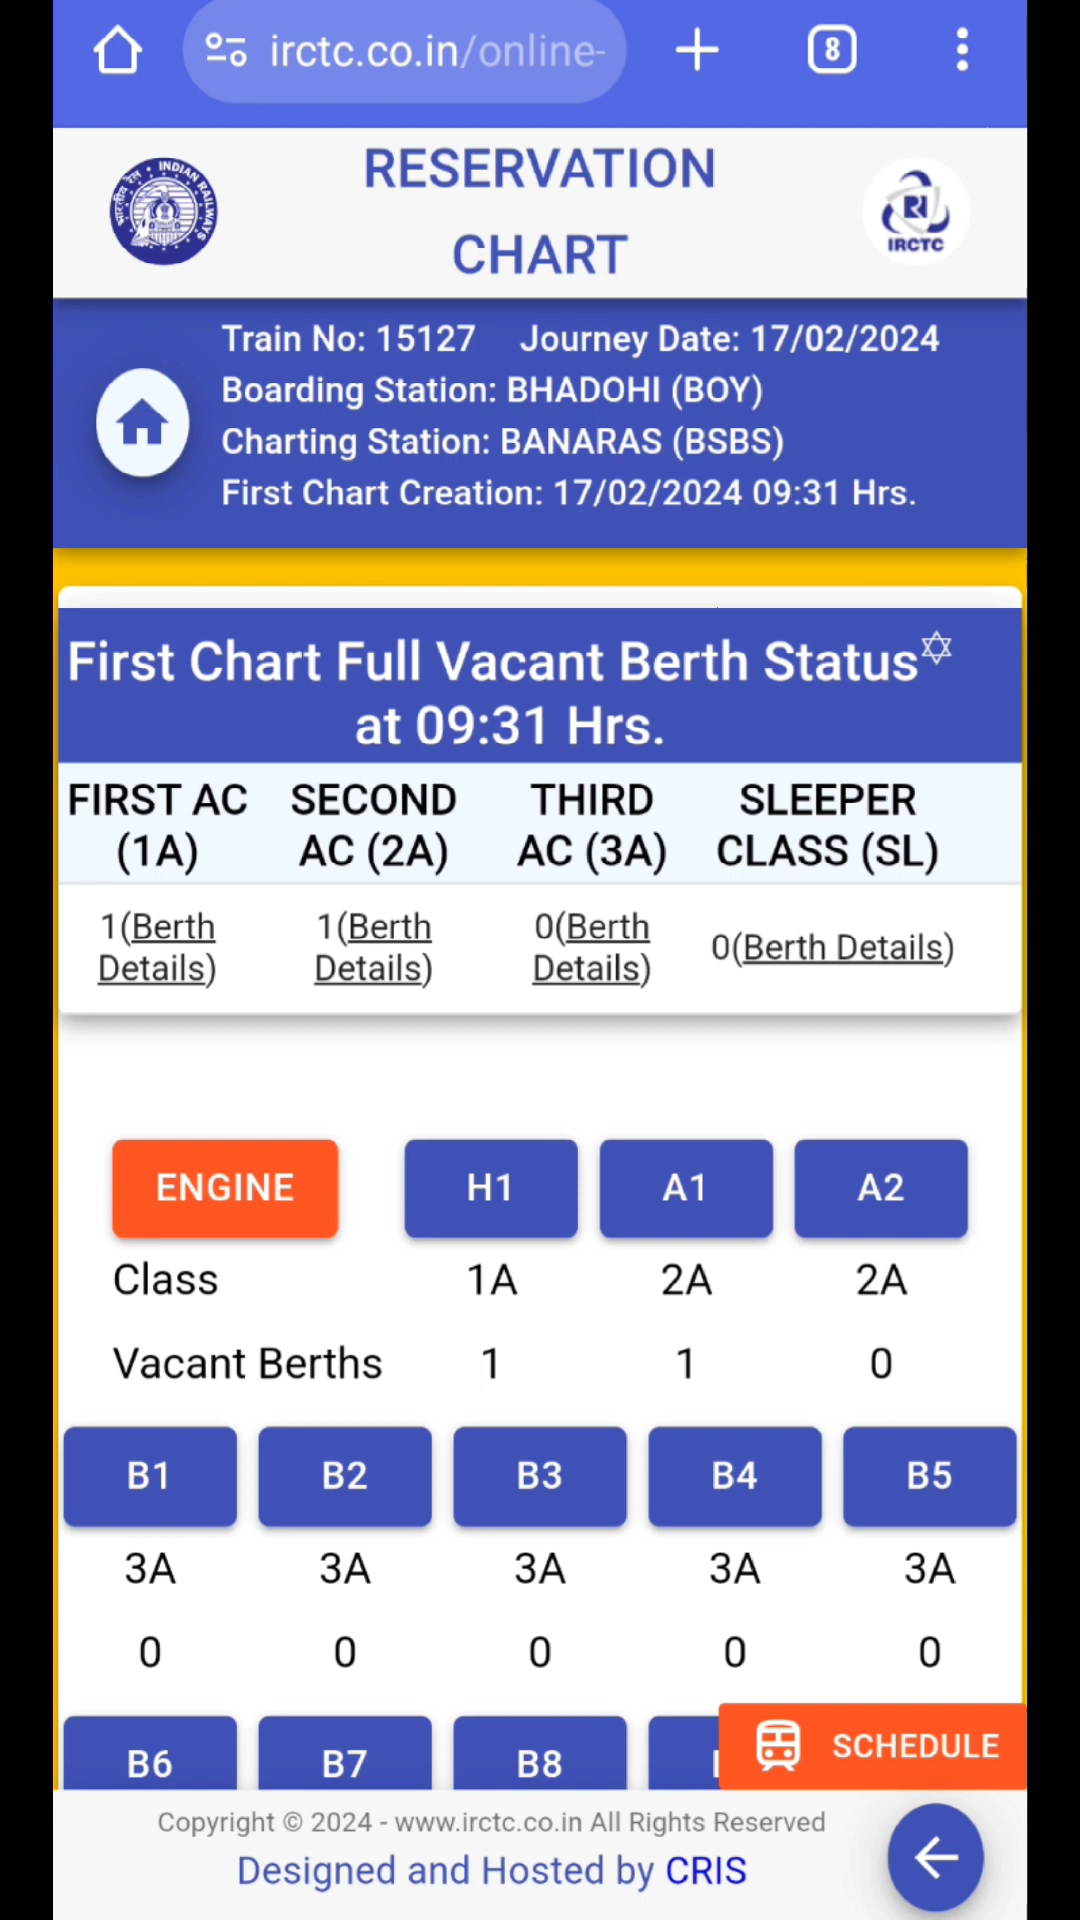 irctc.co.in/online-
8
RESERVATION
CHART
INDIAN RAILWAYS
भारतीय रेल
IRCTC
Train No: 15127 Journey Date: 17/02/2024
Boarding Station: BHADOHI (BOY)
Charting Station: BANARAS (BSBS)
First Chart Creation: 17/02/2024 09:31 Hrs.
First Chart Full Vacant Berth Status✡
at 09:31 Hrs.
FIRST AC (1A) SECOND AC (2A) THIRD AC (3A) SLEEPER CLASS (SL)
1(Berth Details) 1(Berth Details) 0(Berth Details) 0(Berth Details)
ENGINE H1 A1 A2
Class 1A 2A 2A
Vacant Berths 1 1 0
B1 B2 B3 B4 B5
3A 3A 3A 3A 3A
0 0 0 0 0
B6 B7 B8
SCHEDULE
Copyright © 2024 - www.irctc.co.in All Rights Reserved
Designed and Hosted by CRIS